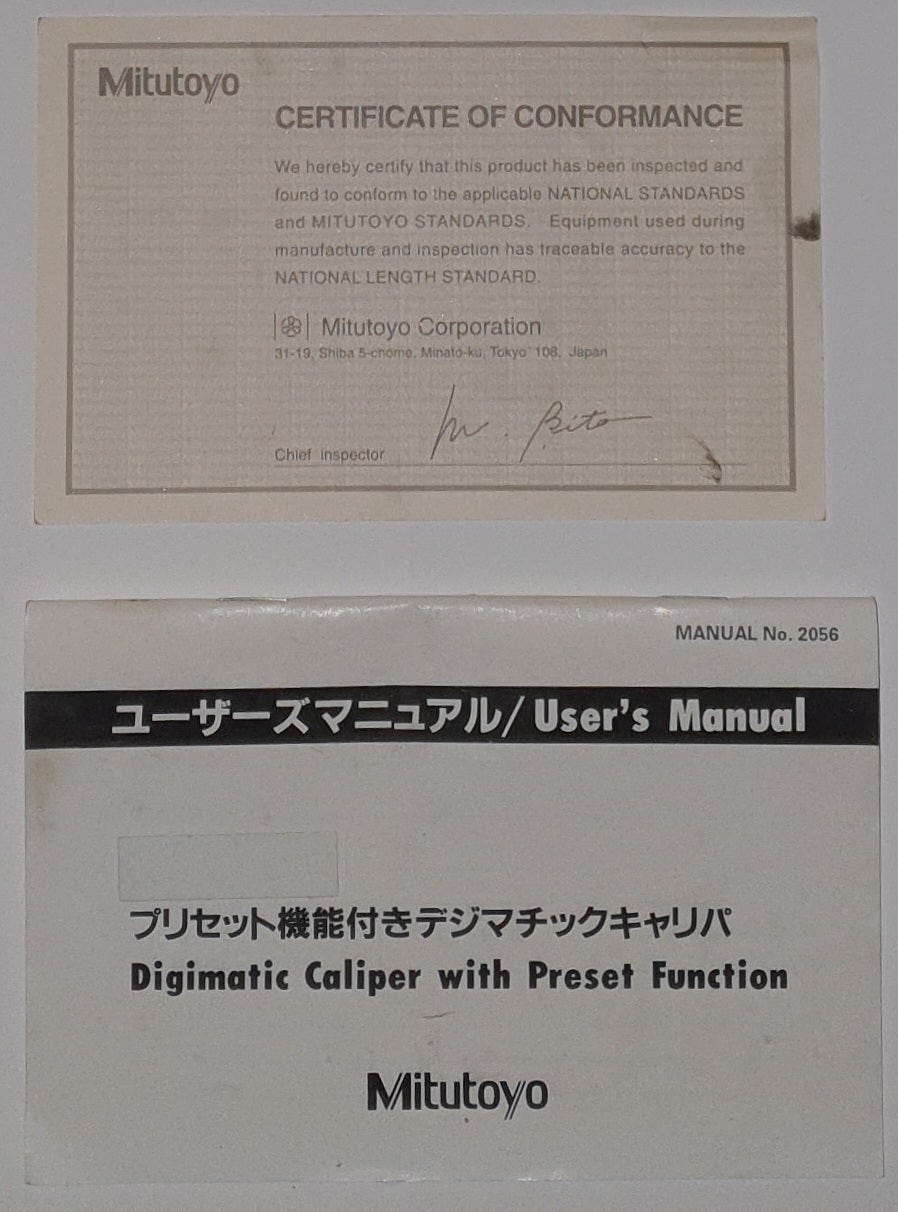 Mitutoyo
CERTIFICATE OF CONFORMANCE
We hereby certify that this product has been inspected and
found to conform to the applicable NATIONAL STANDARDS
and MITUTOYO STANDARDS. Equipment used during
manufacture and inspection has traceable accuracy to the
NATIONAL LENGTH STANDARD.
Mitutoyo Corporation
31-19, Shiba 5-chome, Minato-ku, Tokyo 108, Japan
M. Bito
Chief inspector
MANUAL No. 2056
ユーザーズマニュアル/User's Manual
プリセット機能付きデジマチックキャリパ
Digimatic Caliper with Preset Function
Mitutoyo